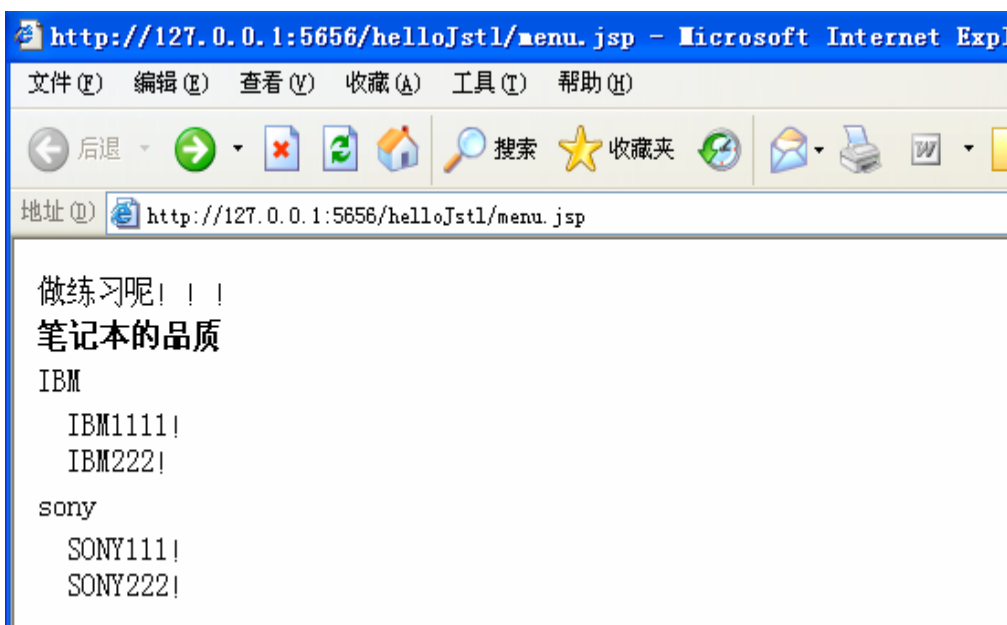 http://127.0.0.1:5656/helloJstl/menu.jsp - Microsoft Internet Expl
文件(F) 编辑(E) 查看(V) 收藏(A) 工具(T) 帮助(H)
后退 搜索 收藏夹 W
地址(D) http://127.0.0.1:5656/helloJstl/menu.jsp
做练习呢!!!
笔记本的品质
IBM
IBM1111!
IBM222!
sony
SONY111!
SONY222!